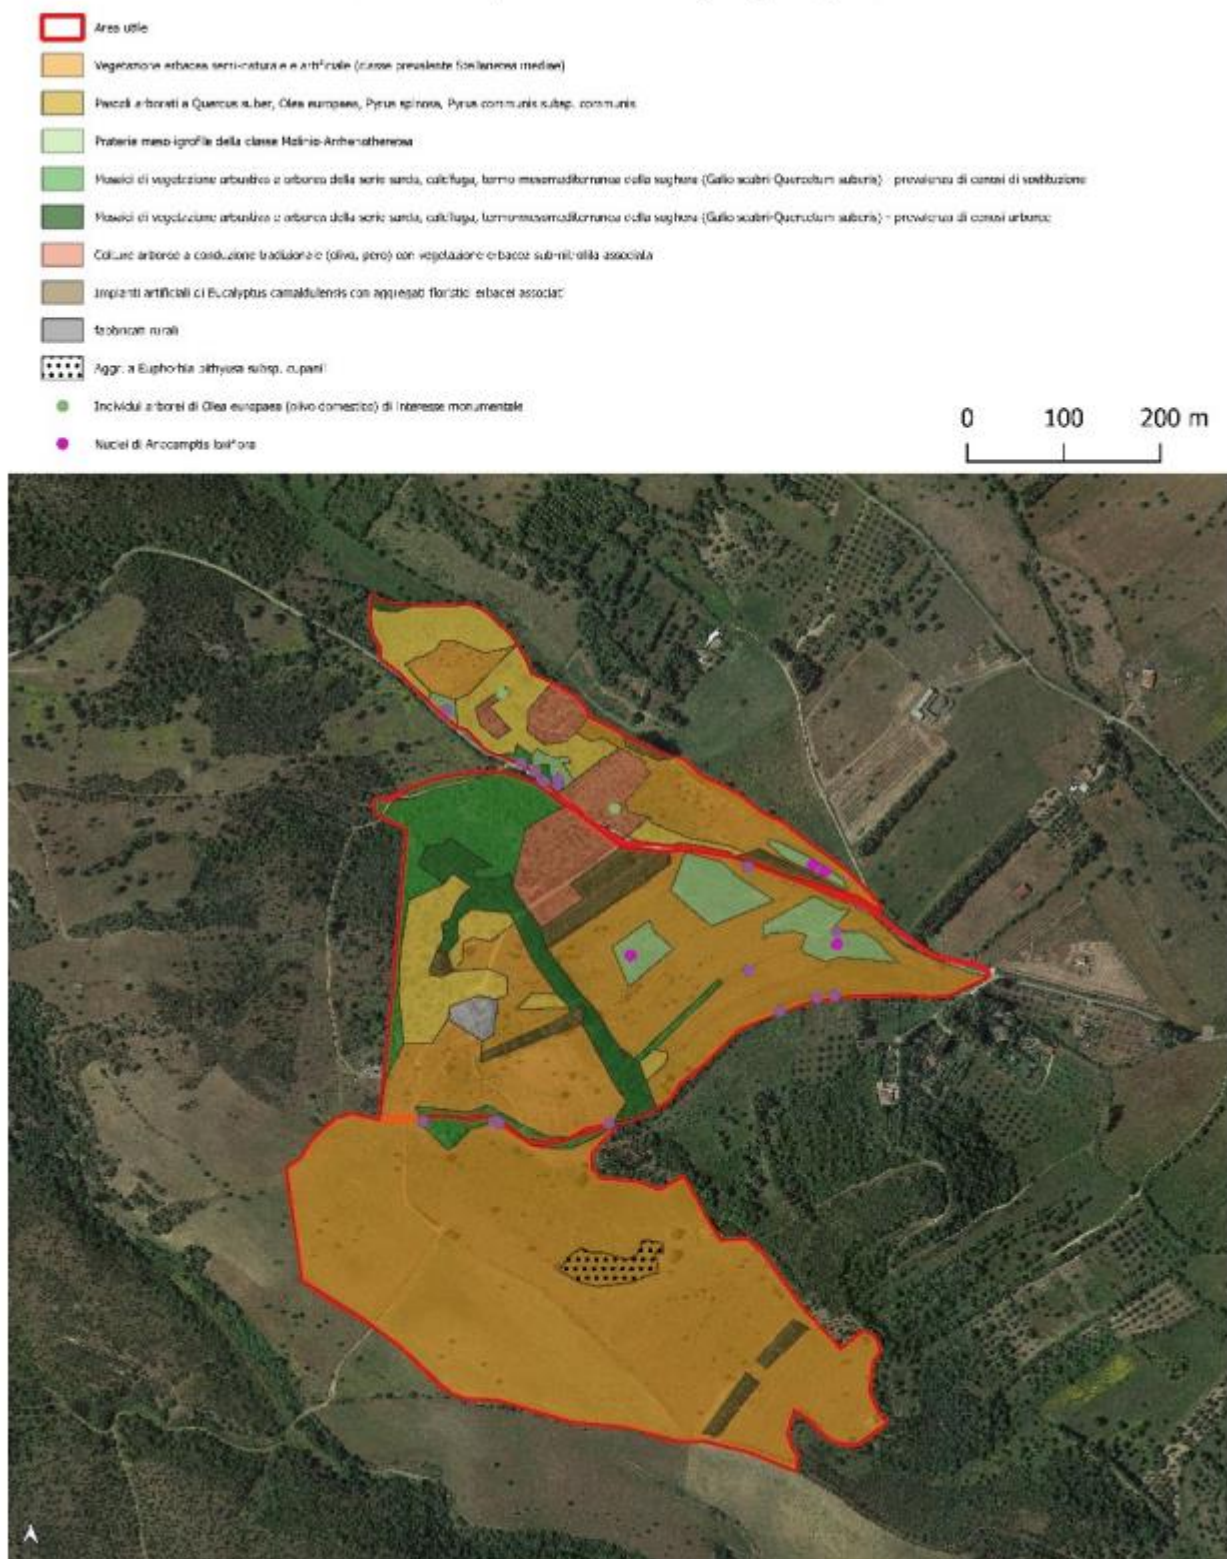 Area utile
Vegetazione erbacea semi-naturale e artificiale (classe prevalente Stellarietea mediae)
Pascoli arborati a Quercus suber, Olea europaea, Pyrus spinosa, Pyrus communis subsp. communis
Praterie meso-igrofile della classe Molinio-Arrhenatheretea
0 100 200 m
Mosaici di vegetazione arbustiva e arborea della serie sarda, calcifuga, termo-mesomediterranea della sughera (Galio scabri-Quercetum suberis) - prevalenza di cenosi di sostituzione
Mosaici di vegetazione arbustiva e arborea della serie sarda, calcifuga, termo-mesomediterranea della sughera (Galio scabri-Quercetum suberis) - prevalenza di cenosi arboree
Colture arboree a conduzione tradizionale (olivo, pero) con vegetazione erbacea sub-nitrofila associata
Impianti artificiali di Eucalyptus camaldulensis con aggregati floristici erbacei associati
fabbricati rurali
Aggr. a Euphorbia pithyusa subsp. cupanii
Individui arborei di Olea europaea (olivo domestico) di interesse monumentale
Nuclei di Anacamptis laxiflora